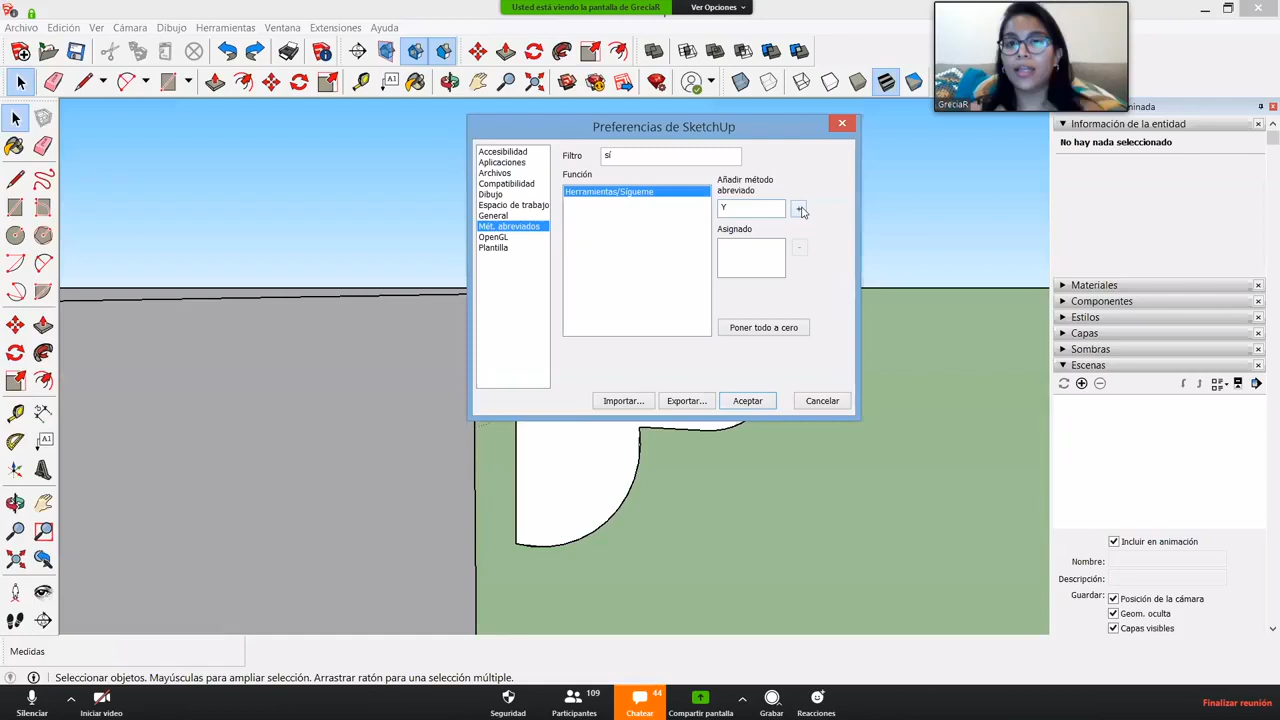 Usted está viendo la pantalla de GreciaR
Ver Opciones
Archivo Edición Ver Cámara Dibujo Herramientas Ventana Extensiones Ayuda
GreciaR
minada
Información de la entidad
No hay nada seleccionado
Preferencias de SketchUp
Accesibilidad
Aplicaciones
Archivos
Compatibilidad
Dibujo
Espacio de trabajo
General
Mét. abreviados
OpenGL
Plantilla
Filtro
sí
Función
Herramientas/Sígueme
Añadir método
abreviado
Y
Asignado
Poner todo a cero
Importar...
Exportar...
Aceptar
Cancelar
Materiales
Componentes
Estilos
Capas
Sombras
Escenas
Incluir en animación
Nombre:
Descripción:
Guardar:
Posición de la cámara
Geom. oculta
Capas visibles
Medidas
Seleccionar objetos. Mayúsculas para ampliar selección. Arrastrar ratón para una selección múltiple.
Silenciar
Iniciar video
Seguridad
109
Participantes
44
Chatear
Compartir pantalla
Grabar
Reacciones
Finalizar reunión